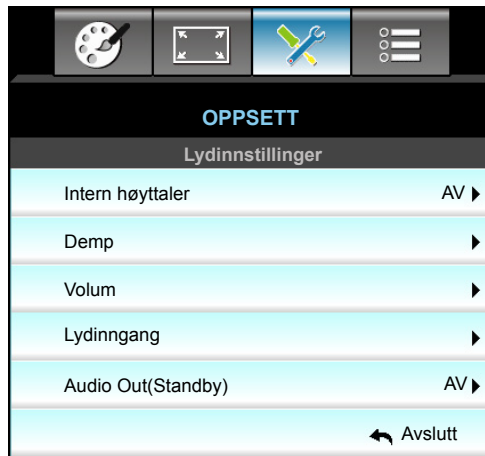 OPPSETT
Lydinnstillinger
Intern høyttaler AV
Demp
Volum
Lydinngang
Audio Out(Standby) AV
Avslutt